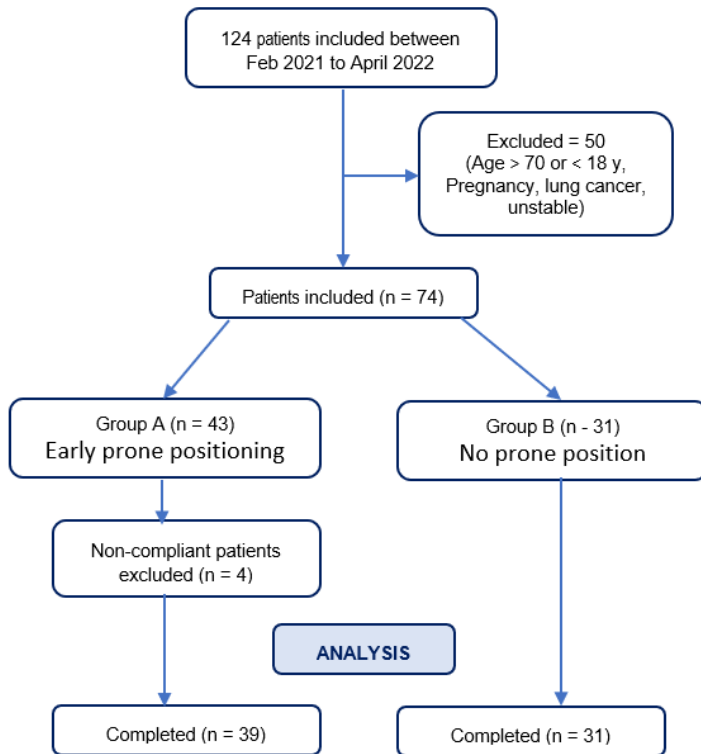 124 patients included between
Feb 2021 to April 2022
Excluded = 50
(Age > 70 or < 18 y,
Pregnancy, lung cancer,
unstable)
Patients included (n = 74)
Group A (n = 43)
Early prone positioning
Group B (n - 31)
No prone position
Non-compliant patients
excluded (n = 4)
ANALYSIS
Completed (n = 39)
Completed (n = 31)